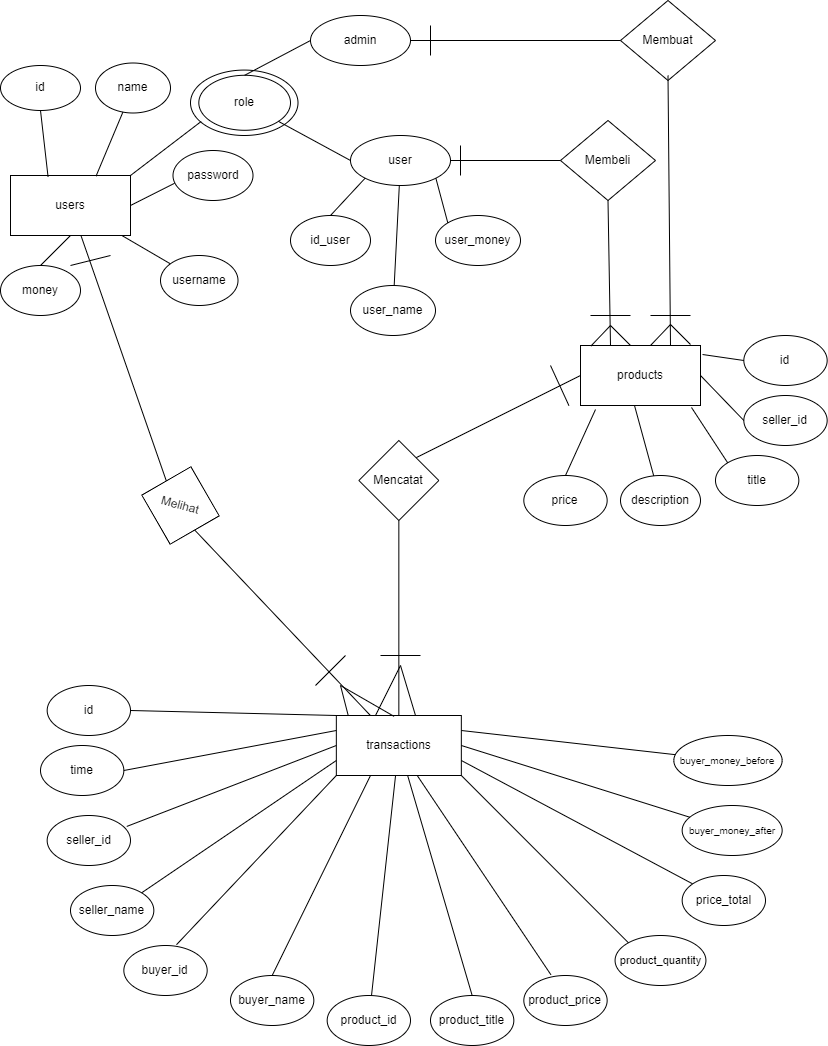 admin
Membuat
id
name
role
user
Membeli
password
users
id_user
user_money
money
username
user_name
id
products
seller_id
Mencatat
title
price
description
Melihat
id
transactions
time
buyer_money_before
seller_id
buyer_money_after
seller_name
price_total
buyer_id
product_quantity
buyer_name
product_price
product_id
product_title